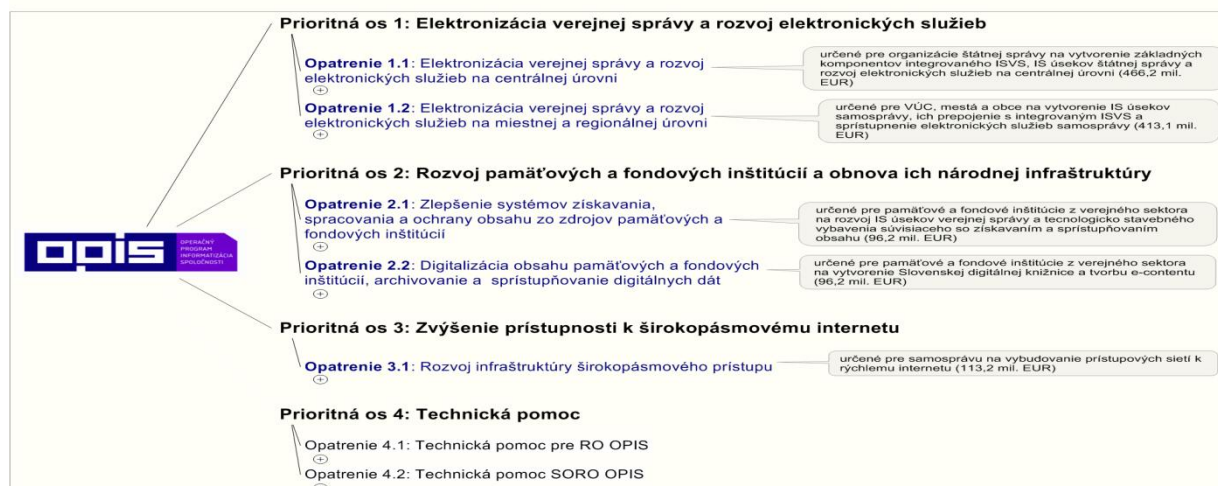 Prioritná os 1: Elektronizácia verejnej správy a rozvoj elektronických služieb
Opatrenie 1.1: Elektronizácia verejnej správy a rozvoj
elektronických služieb na centrálnej úrovni
určené pre organizácie štátnej správy na vytvorenie základných
komponentov integrovaného ISVS, IS úsekov štátnej správy a
rozvoj elektronických služieb na centrálnej úrovni (466,2 mil.
EUR)
Opatrenie 1.2: Elektronizácia verejnej správy a rozvoj
elektronických služieb na miestnej a regionálnej úrovni
určené pre VÚC, mestá a obce na vytvorenie IS úsekov
samosprávy, ich prepojenie s integrovaným ISVS a
sprístupnenie elektronických služieb samosprávy (413,1 mil.
EUR)
Prioritná os 2: Rozvoj pamäťových a fondových inštitúcií a obnova ich národnej infraštruktúry
Opatrenie 2.1: Zlepšenie systémov získavania,
spracovania a ochrany obsahu zo zdrojov pamäťových a
fondových inštitúcií
určené pre pamäťové a fondové inštitúcie z verejného sektora
na rozvoj IS úsekov verejnej správy a tecnologicko stavebného
vybavenia súvisiaceho so získavaním a sprístupňovaním
obsahu (96,2 mil. EUR)
opis
OPERAČNÝ
PROGRAM
INFORMATIZÁCIA
SPOLOČNOSTI
Opatrenie 2.2: Digitalizácia obsahu pamäťových a fondových
inštitúcií, archivovanie a sprístupňovanie digitálnych dát
určené pre pamäťové a fondové inštitúcie z verejného sektora
na vytvorenie Slovenskej digitálnej knižnice a tvorbu e-contentu
(96,2 mil. EUR)
Prioritná os 3: Zvýšenie prístupnosti k širokopásmovému internetu
Opatrenie 3.1: Rozvoj infraštruktúry širokopásmového prístupu
určené pre samosprávu na vybudovanie prístupových sietí k
rýchlemu internetu (113,2 mil. EUR)
Prioritná os 4: Technická pomoc
Opatrenie 4.1: Technická pomoc pre RO OPIS
Opatrenie 4.2: Technická pomoc SORO OPIS